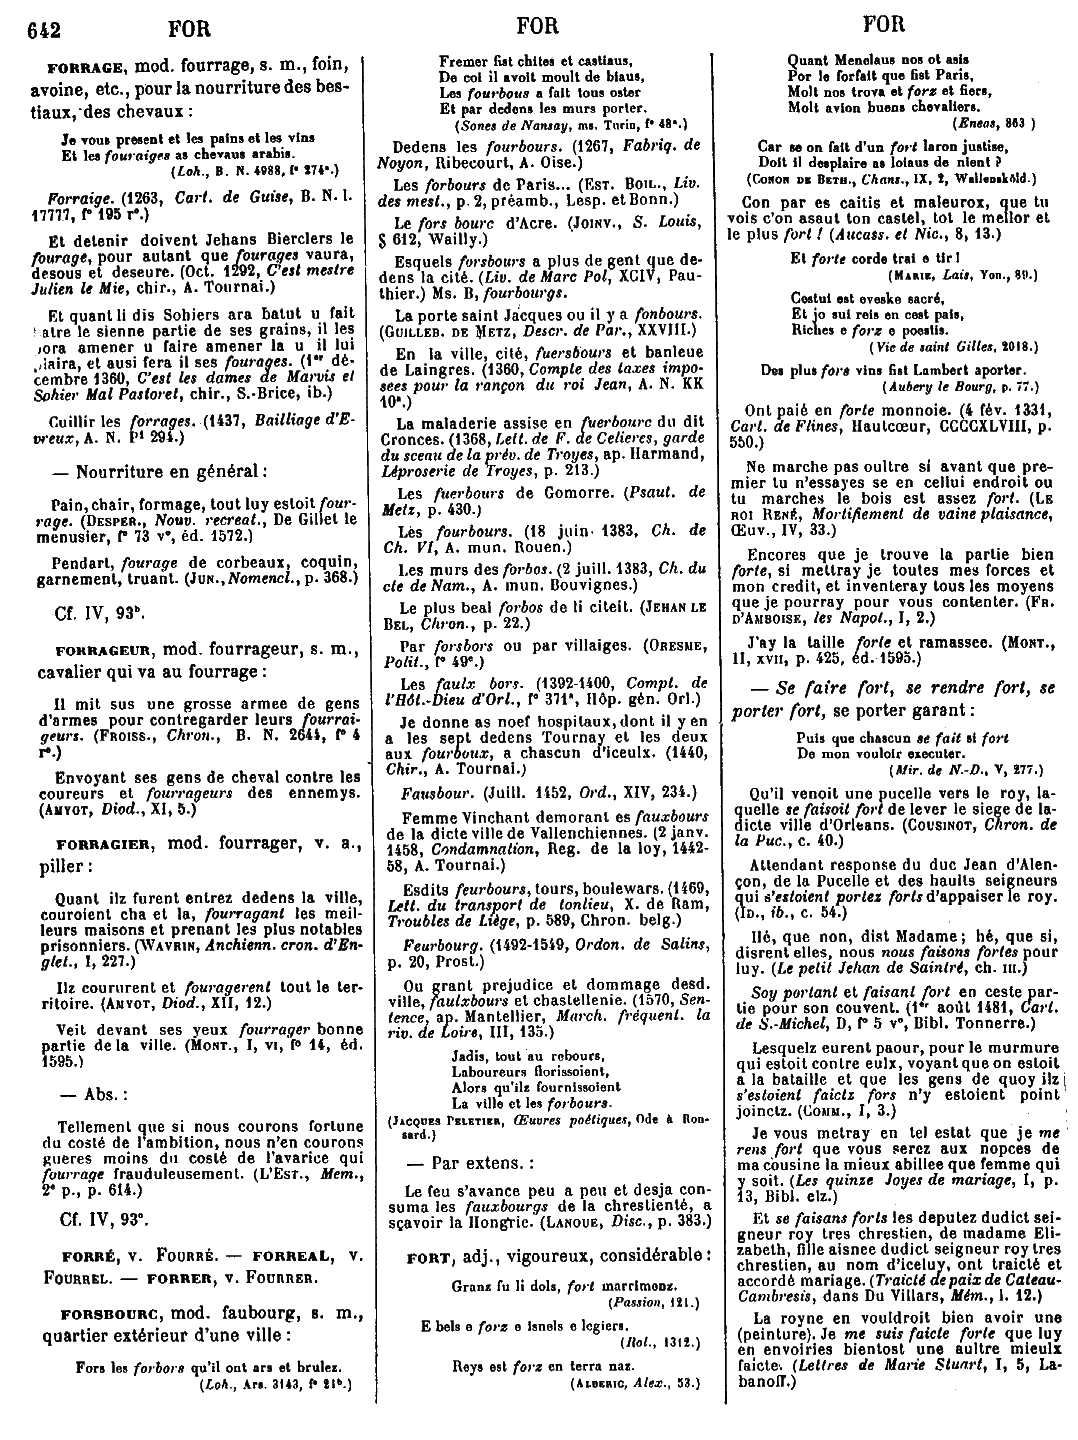 642
FOR
FOR
FOR
FORRAGE, mod. fourrage, s. m., foin,
avoine, etc., pour la nourriture des bes-
tiaux, des chevaux :
Je vous present et les pains et les vins
Et les fouraiges as chevaus arabis.
(Loh., B. N. 4988, f° 274ª.)
Forraige. (1263, Cart. de Guise, B. N. l.
17777, f° 195 r°.)
Et detenir doivent Jehans Bierclers le
fourage, pour autant que fourages vaura,
desous et deseure. (Oct. 1292, C'est mestre
Julien le Mie, chir., A. Tournai.)
Et quant li dis Sohiers ara batut u fait
atre le sienne partie de ses grains, il les
ora amener u faire amener la u il lui
laira, et ausi fera il ses fourages. (1er dé-
cembre 1360, C'est les dames de Marvis et
Sohier Mal Pastoret, chir., S.-Brice, ib.)
Cuillir les forrages. (1437, Bailliage d'E-
vreux, A. N. P¹ 294.)
— Nourriture en général :
Pain, chair, formage, tout luy estoit four-
rage. (DESPER., Nouv. recreat., De Gillet le
menusier, f° 73 v°, éd. 1572.)
Pendart, fourage de corbeaux, coquin,
garnement, truant. (JUN., Nomencl., p. 368.)
Cf. IV, 93ᵇ.
FORRAGEUR, mod. fourrageur, s. m.,
cavalier qui va au fourrage :
Il mit sus une grosse armee de gens
d'armes pour contregarder leurs fourrai-
geurs. (FROISS., Chron., B. N. 2644, f° 4
r°.)
Envoyant ses gens de cheval contre les
coureurs et fourrageurs des ennemys.
(AMYOT, Diod., XI, 5.)
FORRAGIER, mod. fourrager, v. a.,
piller :
Quant ilz furent entrez dedens la ville,
couroient cha et la, fourragant les meil-
leurs maisons et prenant les plus notables
prisonniers. (WAVRIN, Anchienn. cron. d'En-
glet., I, 227.)
Ilz coururent et fouragerent tout le ter-
ritoire. (AMYOT, Diod., XII, 12.)
Veit devant ses yeux fourrager bonne
partie de la ville. (MONT., I, VI, f° 14, éd.
1595.)
— Abs. :
Tellement que si nous courons fortune
du costé de l'ambition, nous n'en courons
gueres moins du costé de l'avarice qui
fourrage frauduleusement. (L'EST., Mem.,
2ᵉ p., p. 614.)
Cf. IV, 93ᶜ.
FORRÉ, v. FOURRÉ. — FORREAL, v.
FOURREL. — FORRER, v. FOURRER.
FORSBOURC, mod. faubourg, s. m.,
quartier extérieur d'une ville :
Fors les forbors qu'il ont ars et brulez.
(Loh., Ars. 3143, f° 21ᵇ.)
Fremer fist chites et castiaus,
De coi il avoit moult de biaus,
Les fourbous a fait tous oster
Et par dedens les murs porter.
(Sones de Nansay, ms. Turin, f° 48ª.)
Dedens les fourbours. (1267, Fabriq. de
Noyon, Ribecourt, A. Oise.)
Les forbours de Paris... (EST. BOIL., Liv.
des mest., p. 2, préamb., Lesp. et Bonn.)
Le fors bourc d'Acre. (JOINV., S. Louis,
§ 612, Wailly.)
Esquels forsbours a plus de gent que de-
dens la cité. (Liv. de Marc Pol, XCIV, Pau-
thier.) Ms. B, fourbourgs.
La porte saint Jacques ou il y a fonbours.
(GUILLEB. DE METZ, Descr. de Par., XXVIII.)
En la ville, cité, fuersbours et banleue
de Laingres. (1360, Compte des taxes impo-
sees pour la rançon du roi Jean, A. N. KK
10ª.)
La maladerie assise en fuerbourc du dit
Cronces. (1368, Lett. de F. de Celieres, garde
du sceau de la prév. de Troyes, ap. Harmand,
Léproserie de Troyes, p. 213.)
Les fuerbours de Gomorre. (Psaut. de
Metz, p. 430.)
Les fourbours. (18 juin 1383, Ch. de
Ch. VI, A. mun. Rouen.)
Les murs des forbos. (2 juill. 1383, Ch. du
cte de Nam., A. mun. Bouvignes.)
Le plus beal forbos de li citeit. (JEHAN LE
BEL, Chron., p. 22.)
Par forsbors ou par villaiges. (ORESME,
Polit., f° 49ᶜ.)
Les faulx bors. (1392-1400, Compt. de
l'Hôt.-Dieu d'Orl., f° 371ª, Hôp. gén. Orl.)
Je donne as noef hospitaux, dont il y en
a les sept dedens Tournay et les deux
aux fourboux, a chascun d'iceulx. (1440,
Chir., A. Tournai.)
Fausbour. (Juill. 1452, Ord., XIV, 234.)
Femme Vinchant demorant es fauxbours
de la dicte ville de Vallenchiennes. (2 janv.
1458, Condamnation, Reg. de la loy, 1442-
58, A. Tournai.)
Esdits feurbours, tours, boulewars. (1469,
Lett. du transport de tonlieu, X. de Ram,
Troubles de Liège, p. 589, Chron. belg.)
Feurbourg. (1492-1549, Ordon. de Salins,
p. 20, Prost.)
Ou grant prejudice et dommage desd.
ville, faulxbours et chastellenie. (1570, Sen-
tence, ap. Mantellier, March. fréquent. la
riv. de Loire, III, 135.)
Jadis, tout au rebours,
Laboureurs florissoient,
Alors qu'ilz fournissoient
La ville et les forbours.
(JACQUES PELETIER, Œuvres poétiques, Ode à Ron-
sard.)
— Par extens. :
Le feu s'avance peu a peu et desja con-
suma les fauxbourgs de la chrestienté, a
sçavoir la Hongrie. (LANOUE, Disc., p. 383.)
FORT, adj., vigoureux, considérable :
Granz fu li dols, fort marrimonz.
(Passion, 121.)
E bels e forz e isnels e legiers.
(Rol., 1312.)
Reys est forz en terra naz.
(ALBERIC, Alex., 53.)
Quant Menelaus nos ot asis
Por le forfait que fist Paris,
Molt nos trova et forz et fiers,
Molt avion buens chevaliers.
(Eneas, 863 )
Car se on fait d'un fort laron justise,
Doit il desplaire as loiaus de nient ?
(CONON DE BETH., Chans., IX, 2, Wallenskôld.)
Con par es caitis et maleurox, que tu
vois c'on asaut ton castel, tot le mellor et
le plus fort ! (Aucass. et Nic., 8, 13.)
Et forte corde trai e tir !
(MARIE, Lais, Yon., 89.)
Costui est eveske sacré,
Et jo sui reis en cest païs,
Riches e forz e poestis.
(Vie de saint Gilles, 2018.)
Des plus fors vins fist Lambert aporter.
(Aubery le Bourg, p. 77.)
Ont paié en forte monnoie. (4 fév. 1331,
Cart. de Flines, Hautcœur, CCCCXLVIII, p.
550.)
Ne marche pas oultre si avant que pre-
mier tu n'essayes se en cellui endroit ou
tu marches le bois est assez fort. (LE
ROI RENÉ, Mortifiement de vaine plaisance,
Œuv., IV, 33.)
Encores que je trouve la partie bien
forte, si mettray je toutes mes forces et
mon credit, et inventeray tous les moyens
que je pourray pour vous contenter. (FR.
D'AMBOISE, les Napol., I, 2.)
J'ay la taille forte et ramassee. (MONT.,
II, XVII, p. 425, éd. 1595.)
— Se faire fort, se rendre fort, se
porter fort, se porter garant :
Puis que chascun se fait si fort
De mon vouloir executer.
(Mir. de N.-D., V, 277.)
Qu'il venoit une pucelle vers le roy, la-
quelle se faisoit fort de lever le siege de la-
dicte ville d'Orleans. (COUSINOT, Chron. de
la Puc., c. 40.)
Attendant response du duc Jean d'Alen-
çon, de la Pucelle et des haults seigneurs
qui s'estoient portez forts d'appaiser le roy.
(ID., ib., c. 54.)
Hé, que non, dist Madame ; hé, que si,
disrent elles, nous nous faisons fortes pour
luy. (Le petit Jehan de Saintré, ch. III.)
Soy portant et faisant fort en ceste par-
tie pour son couvent. (1er août 1481, Cart.
de S.-Michel, D, f° 5 v°, Bibl. Tonnerre.)
Lesquelz eurent paour, pour le murmure
qui estoit contre eulx, voyant que on estoit
a la bataille et que les gens de quoy ilz
s'estoient faictz fors n'y estoient point
joinctz. (COMM., I, 3.)
Je vous metray en tel estat que je me
rens fort que vous serez aux nopces de
ma cousine la mieux abillee que femme qui
y soit. (Les quinze Joyes de mariage, I, p.
13, Bibl. elz.)
Et se faisans forts les deputez dudict sei-
gneur roy tres chrestien, de madame Eli-
zabeth, fille aisnee dudict seigneur roy tres
chrestien, au nom d'iceluy, ont traicté et
accordé mariage. (Traicté de paix de Cateau-
Cambresis, dans Du Villars, Mém., l. 12.)
La royne en vouldroit bien avoir une
(peinture). Je me suis faicte forte que luy
en envoiries bientost une aultre mieulx
faicte. (Lettres de Marie Stuart, I, 5, La-
banoff.)